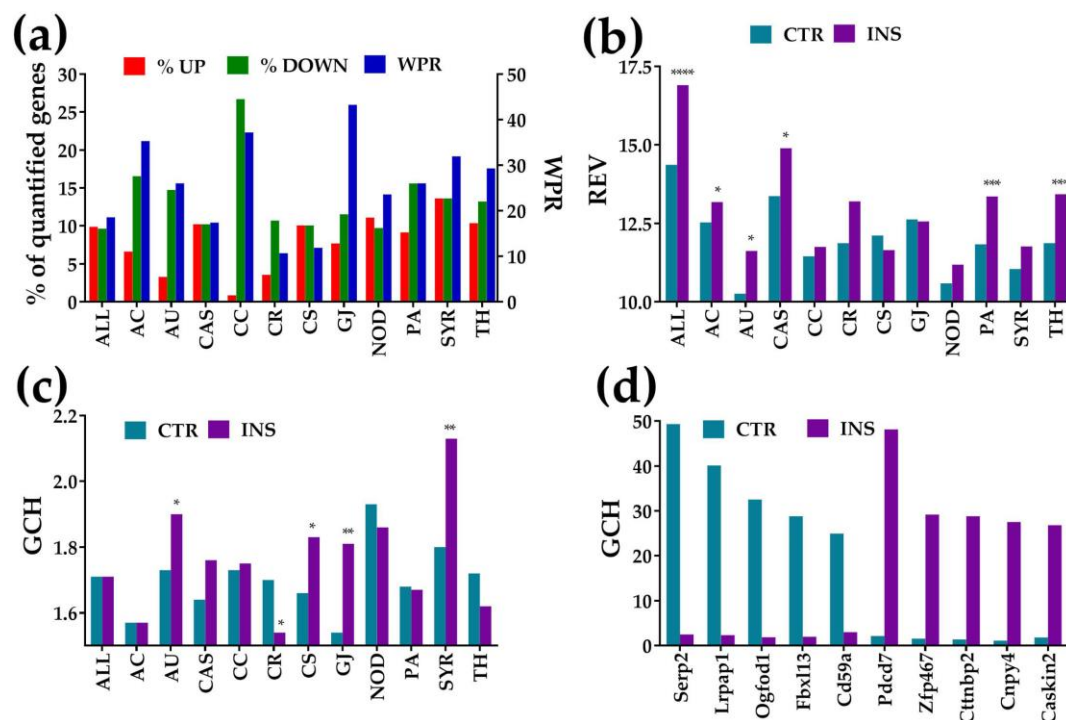 (a)
% UP % DOWN WPR
% of quantified genes
30
25
20
15
10
5
0
WPR
50
40
30
20
10
0
ALL AC AU CAS CC CR CS GJ NOD PA SYR TH
(b)
CTR INS
REV
17.5
15.0
12.5
10.0
**** * * * *** ***
ALL AC AU CAS CC CR CS GJ NOD PA SYR TH
(c)
CTR INS
GCH
2.2
2.0
1.8
1.6
* * * ** **
ALL AC AU CAS CC CR CS GJ NOD PA SYR TH
(d)
CTR INS
GCH
50
40
30
20
10
0
Serp2 Lrpap1 Ogfod1 Fbxl13 Cd59a Pdcd7 Zfp467 Cttnbp2 Cnpy4 Caskin2